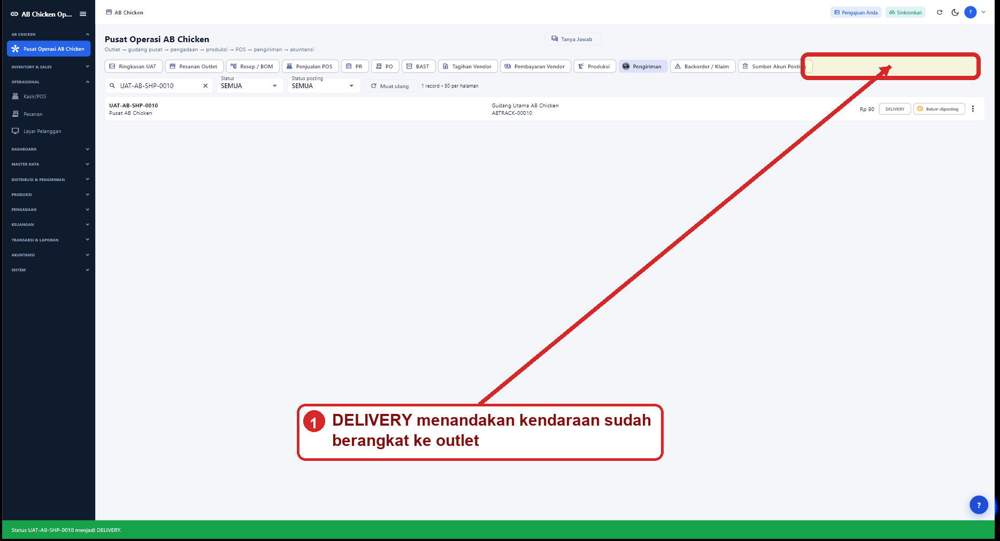 AB Chicken Op...
AB CHICKEN
Pusat Operasi AB Chicken
INVENTORY & SALES
OPERASIONAL
Kasir/POS
Pesanan
Layar Pelanggan
DASHBOARD
MASTER DATA
DISTRIBUSI & PENGIRIMAN
PRODUKSI
PENGADAAN
KEUANGAN
TRANSAKSI & LAPORAN
AKUNTANSI
SISTEM
AB Chicken
Pengajuan Anda
Sinkronkan
?
Pusat Operasi AB Chicken
Outlet → gudang pusat → pengadaan → produksi → POS → pengiriman → akuntansi
Tanya Jawab
Ringkasan UAT
Pesanan Outlet
Resep / BOM
Penjualan POS
PR
PO
BAST
Tagihan Vendor
Pembayaran Vendor
Produksi
Pengiriman
Backorder / Klaim
Sumber Akun
UAT-AB-SHP-0010
Status
SEMUA
Status posting
SEMUA
Muat ulang
1 record • 50 per halaman
UAT-AB-SHP-0010
Pusat AB Chicken
Gudang Utama AB Chicken
ABTRACK-00010
Rp 90
DELIVERY
Belum diposting
1
DELIVERY menandakan kendaraan sudah
berangkat ke outlet
?
Status UAT-AB-SHP-0010 menjadi DELIVERY.